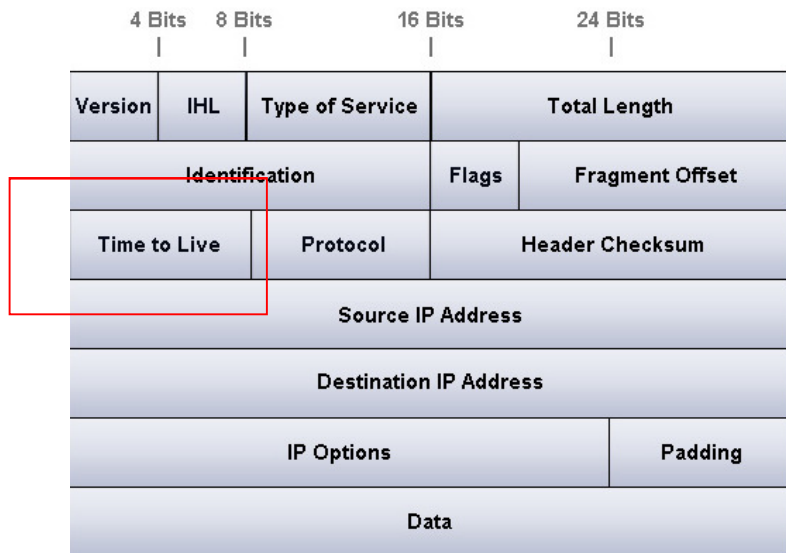 4 Bits 8 Bits 16 Bits 24 Bits
Version IHL Type of Service Total Length
Identification Flags Fragment Offset
Time to Live Protocol Header Checksum
Source IP Address
Destination IP Address
IP Options Padding
Data